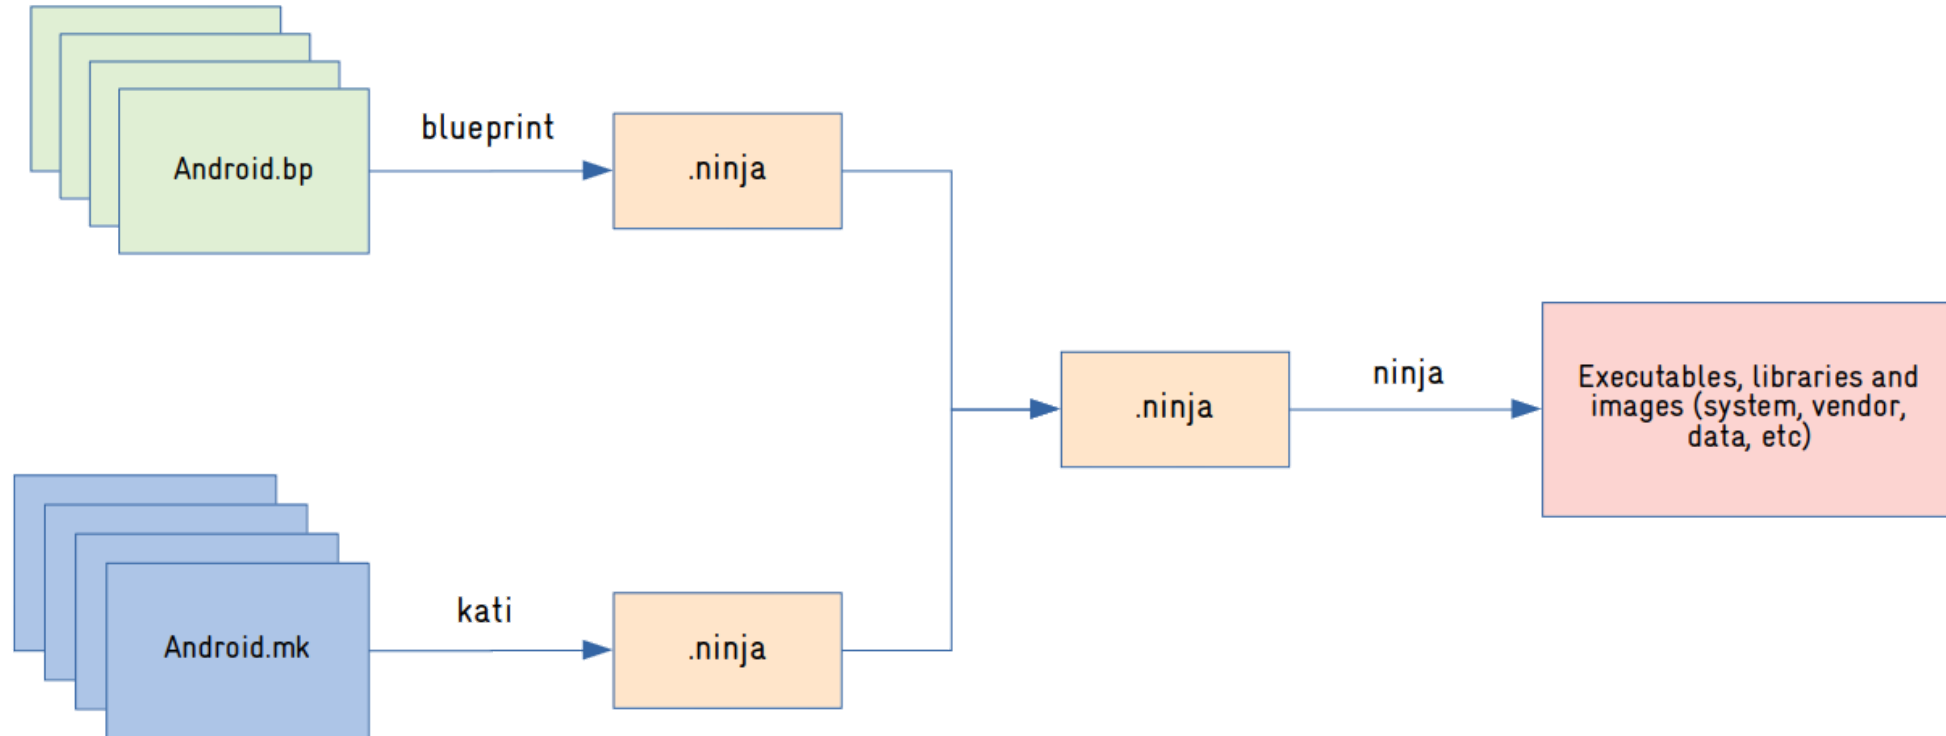 blueprint
Android.bp
.ninja
ninja
.ninja
Executables, libraries and
images (system, vendor,
data, etc)
kati
Android.mk
.ninja